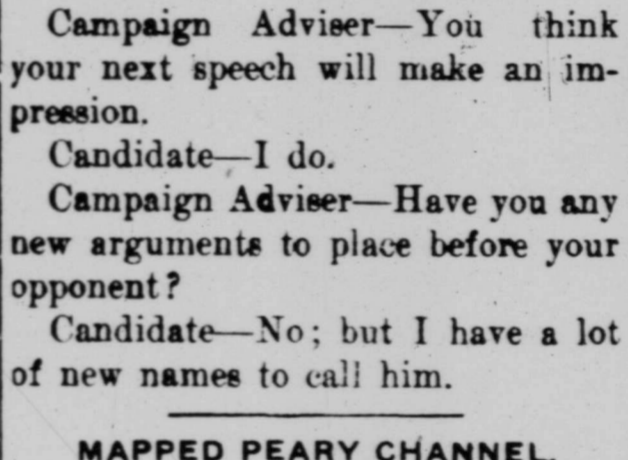 Campaign Adviser—You think
your next speech will make an im-
pression.
Candidate—I do.
Campaign Adviser—Have you any
new arguments to place before your
opponent?
Candidate—No; but I have a lot
of new names to call him.
MAPPED PEARY CHANNEL.